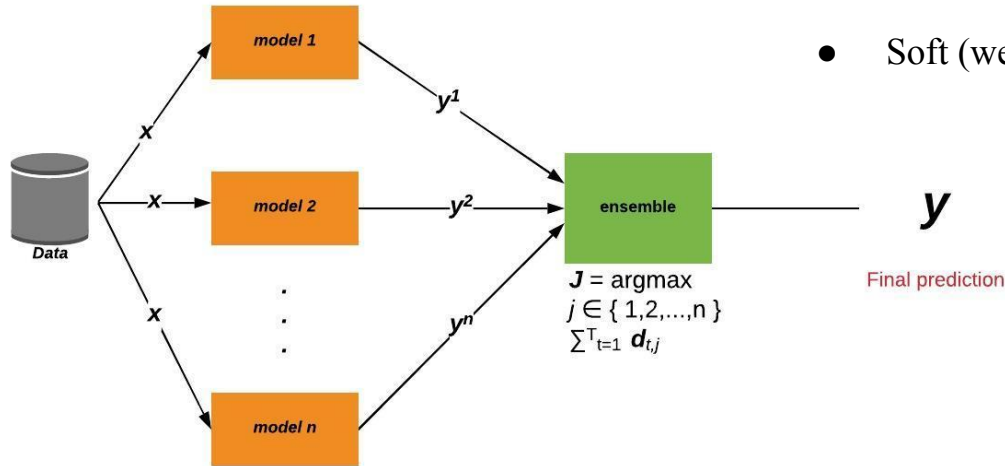 model 1
● Soft (we
y¹
x
x
model 2
y²
ensemble
y
Data
Final prediction
J = argmax
j ∈ { 1,2,...,n }
∑ᵀt=1 dt,j
x
.
.
.
yⁿ
model n